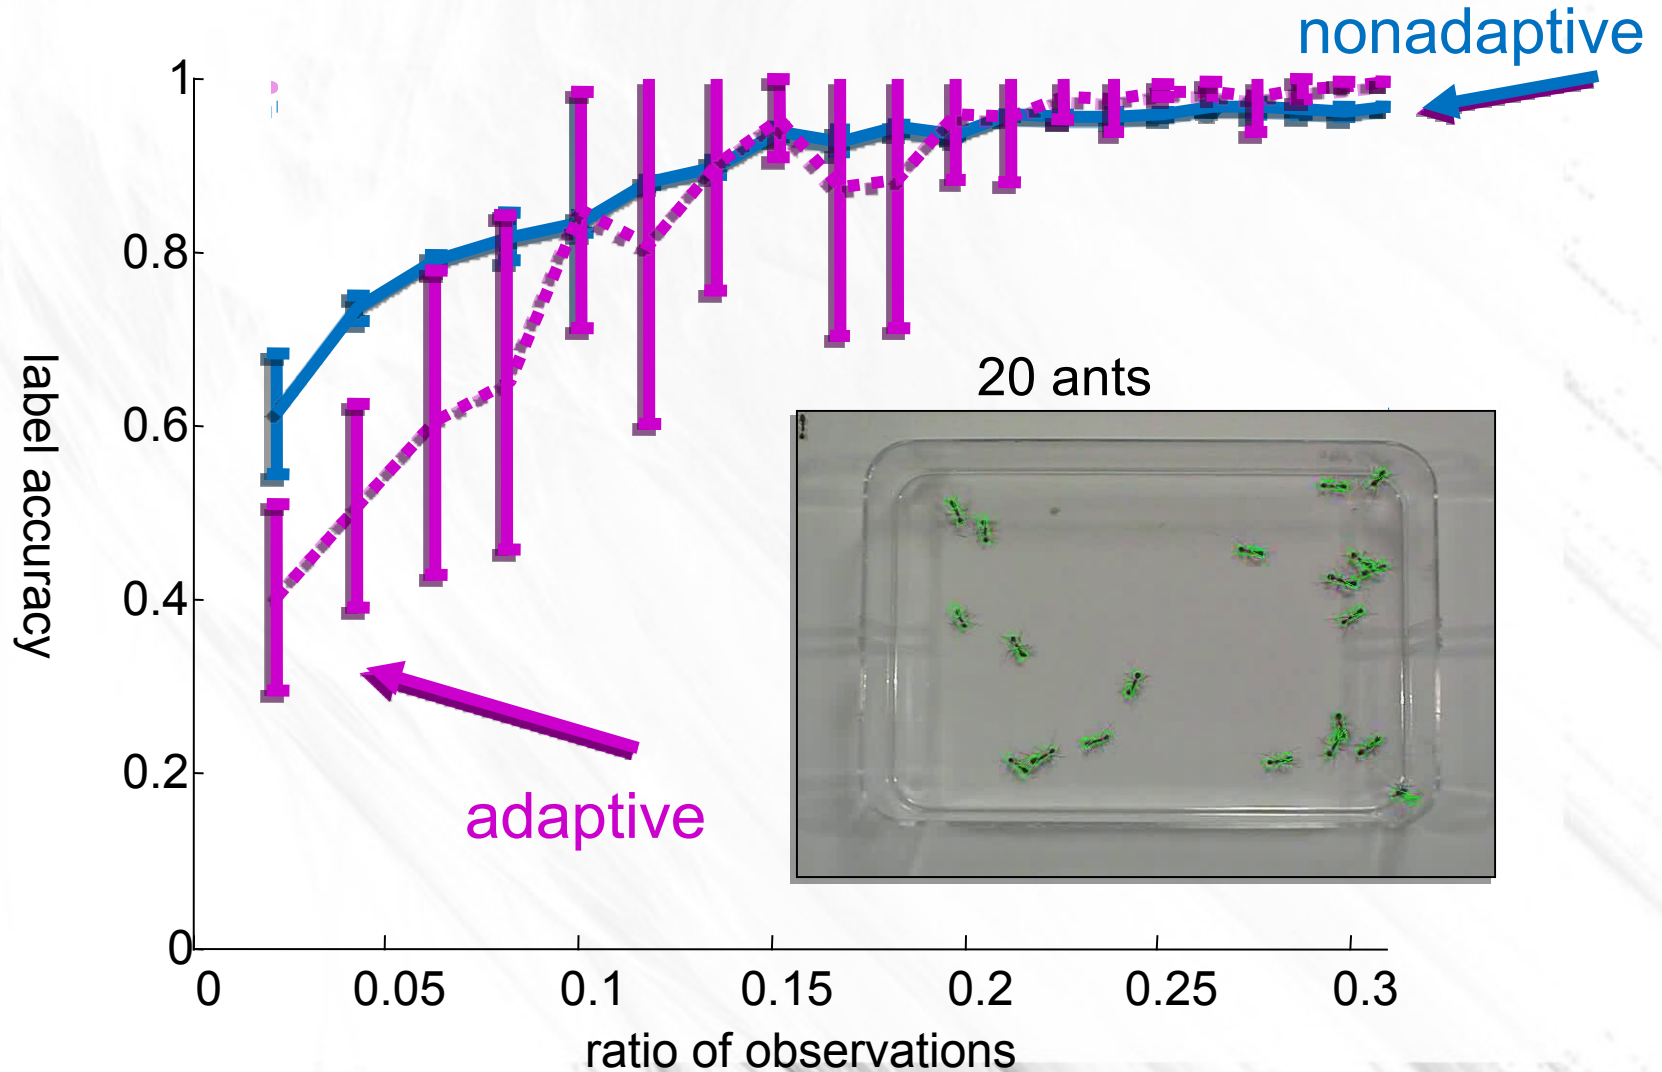 nonadaptive
1
0.8
0.6
0.4
0.2
0
label accuracy
20 ants
adaptive
0 0.05 0.1 0.15 0.2 0.25 0.3
ratio of observations